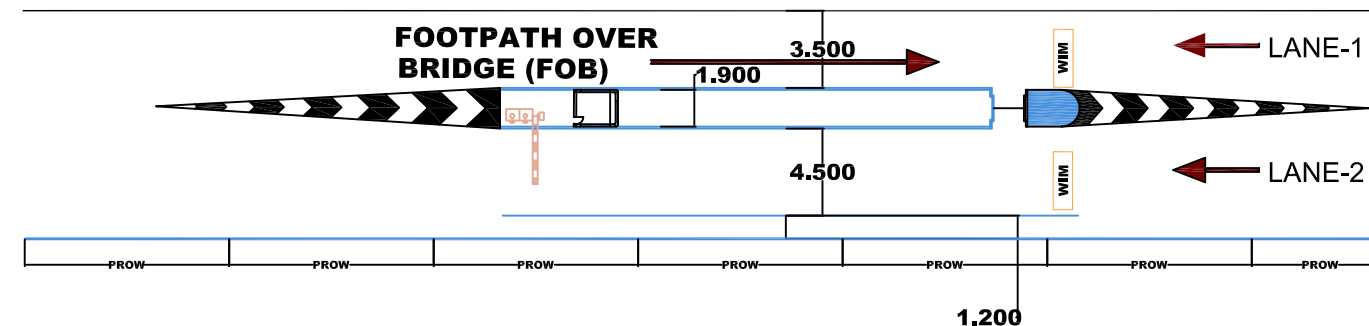 FOOTPATH OVER
BRIDGE (FOB)
3.500
1.900
WIM
LANE-1
4.500
WIM
LANE-2
PROW
PROW
PROW
PROW
PROW
PROW
PROW
1.200